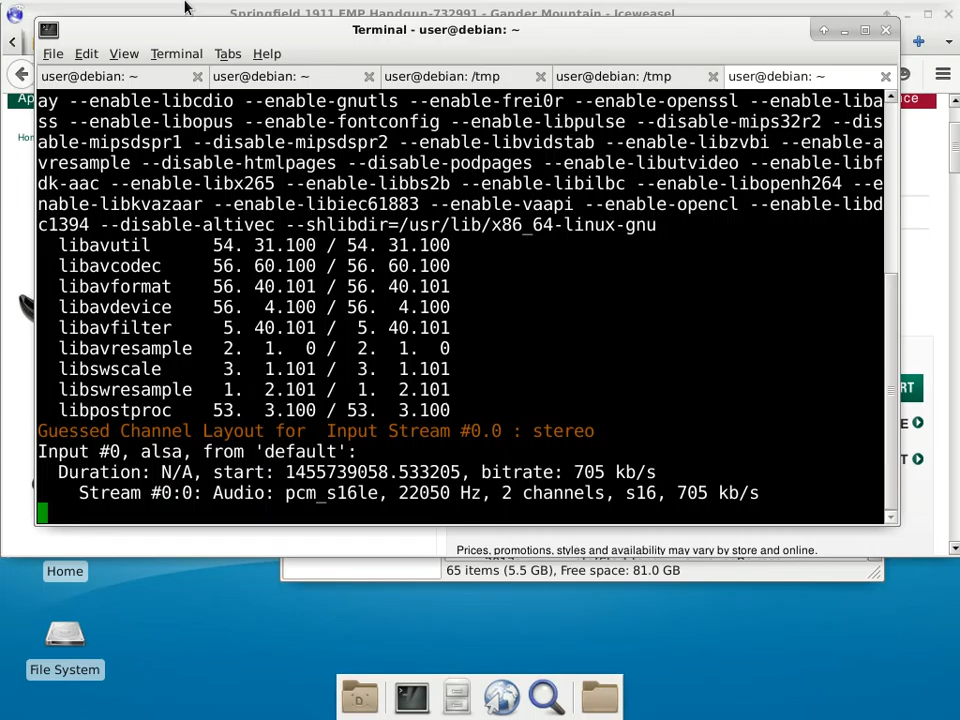 Springfield 1911 EMP Handgun-732991 - Gander Mountain - Iceweasel
Terminal - user@debian: ~
File Edit View Terminal Tabs Help
user@debian: ~ user@debian: ~ user@debian: /tmp user@debian: /tmp user@debian: ~
ay --enable-libcdio --enable-gnutls --enable-frei0r --enable-openssl --enable-liba
ss --enable-libopus --enable-fontconfig --enable-libpulse --disable-mips32r2 --dis
able-mipsdspr1 --disable-mipsdspr2 --enable-libvidstab --enable-libzvbi --enable-a
vresample --disable-htmlpages --disable-podpages --enable-libutvideo --enable-libf
dk-aac --enable-libx265 --enable-libbs2b --enable-libilbc --enable-libopenh264 --e
nable-libkvazaar --enable-libiec61883 --enable-vaapi --enable-opencl --enable-libd
c1394 --disable-altivec --shlibdir=/usr/lib/x86_64-linux-gnu
libavutil 54. 31.100 / 54. 31.100
libavcodec 56. 60.100 / 56. 60.100
libavformat 56. 40.101 / 56. 40.101
libavdevice 56. 4.100 / 56. 4.100
libavfilter 5. 40.101 / 5. 40.101
libavresample 2. 1. 0 / 2. 1. 0
libswscale 3. 1.101 / 3. 1.101
libswresample 1. 2.101 / 1. 2.101
libpostproc 53. 3.100 / 53. 3.100
Guessed Channel Layout for Input Stream #0.0 : stereo
Input #0, alsa, from 'default':
Duration: N/A, start: 1455739058.533205, bitrate: 705 kb/s
Stream #0:0: Audio: pcm_s16le, 22050 Hz, 2 channels, s16, 705 kb/s
Prices, promotions, styles and availability may vary by store and online.
65 items (5.5 GB), Free space: 81.0 GB
Home
File System